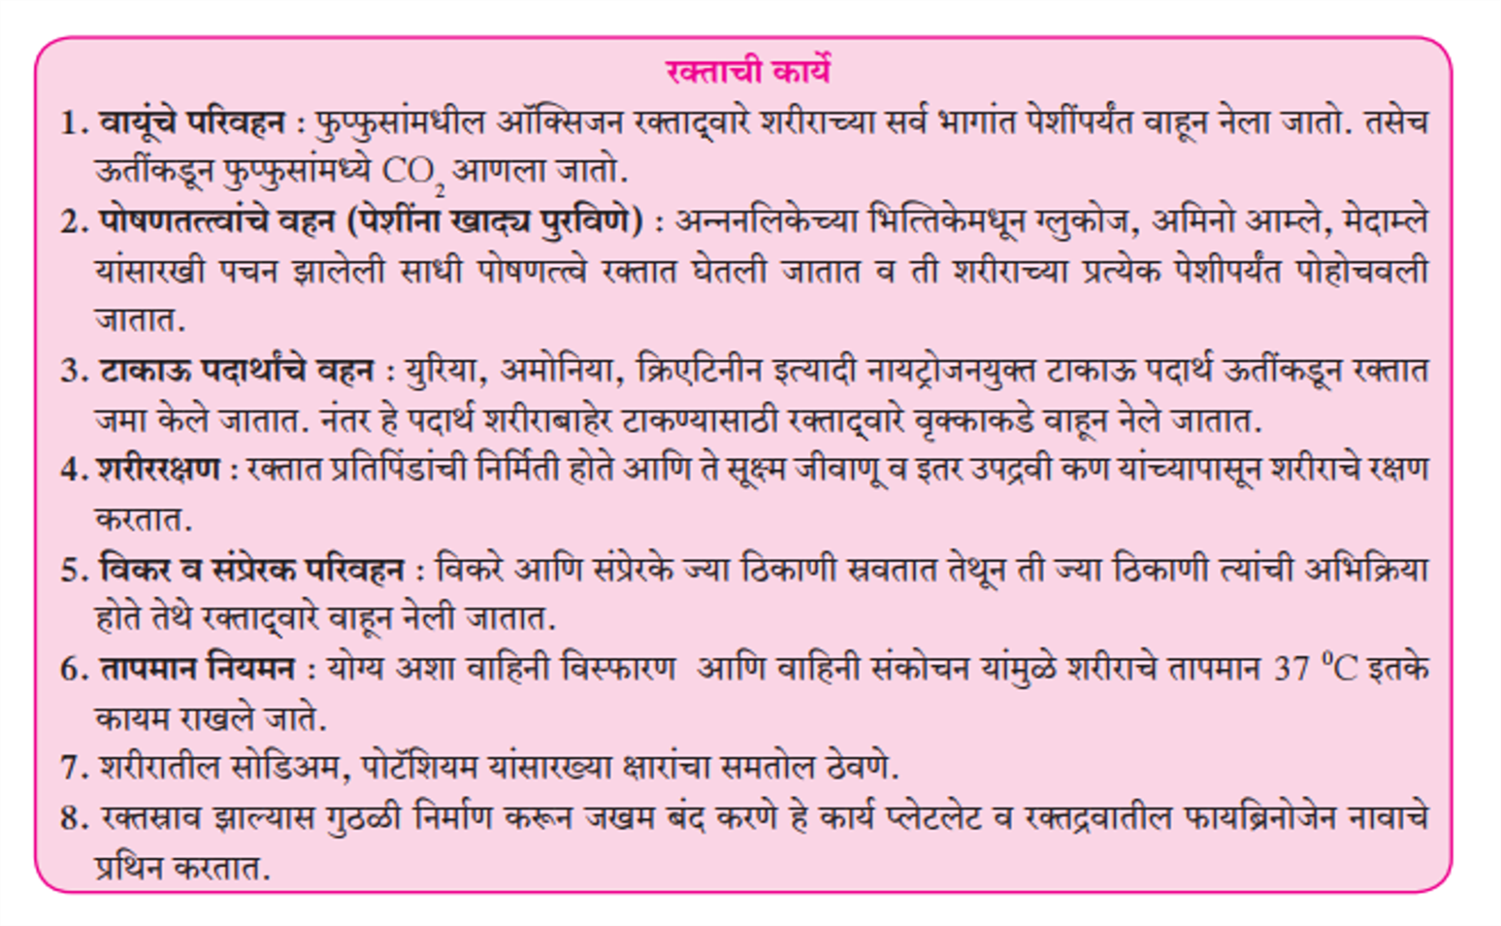 रक्ताची कार्ये
1. वायूंचे परिवहन : फुप्फुसांमधील ऑक्सिजन रक्ताद्वारे शरीराच्या सर्व भागांत पेशींपर्यंत वाहून नेला जातो. तसेच
ऊतींकडून फुप्फुसांमध्ये CO₂ आणला जातो.
2. पोषणतत्त्वांचे वहन (पेशींना खाद्य पुरविणे) : अन्ननलिकेच्या भित्तिकेमधून ग्लुकोज, अमिनो आम्ले, मेदाम्ले
यांसारखी पचन झालेली साधी पोषणत्त्वे रक्तात घेतली जातात व ती शरीराच्या प्रत्येक पेशीपर्यंत पोहोचवली
जातात.
3. टाकाऊ पदार्थांचे वहन : युरिया, अमोनिया, क्रिएटिनीन इत्यादी नायट्रोजनयुक्त टाकाऊ पदार्थ ऊतींकडून रक्तात
जमा केले जातात. नंतर हे पदार्थ शरीराबाहेर टाकण्यासाठी रक्ताद्वारे वृक्काकडे वाहून नेले जातात.
4. शरीररक्षण : रक्तात प्रतिपिंडांची निर्मिती होते आणि ते सूक्ष्म जीवाणू व इतर उपद्रवी कण यांच्यापासून शरीराचे रक्षण
करतात.
5. विकर व संप्रेरक परिवहन : विकरे आणि संप्रेरके ज्या ठिकाणी स्रवतात तेथून ती ज्या ठिकाणी त्यांची अभिक्रिया
होते तेथे रक्ताद्वारे वाहून नेली जातात.
6. तापमान नियमन : योग्य अशा वाहिनी विस्फारण आणि वाहिनी संकोचन यांमुळे शरीराचे तापमान 37 ⁰C इतके
कायम राखले जाते.
7. शरीरातील सोडिअम, पोटॅशियम यांसारख्या क्षारांचा समतोल ठेवणे.
8. रक्तस्राव झाल्यास गुठळी निर्माण करून जखम बंद करणे हे कार्य प्लेटलेट व रक्तद्रवातील फायब्रिनोजेन नावाचे
प्रथिन करतात.